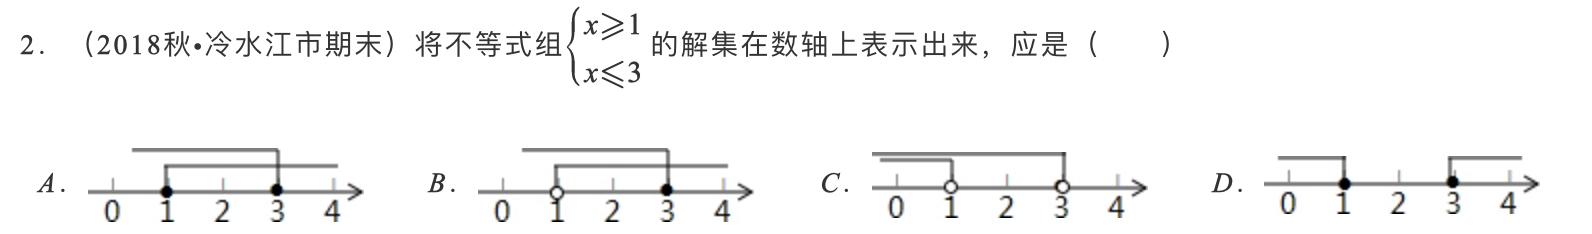 2. （2018秋•冷水江市期末）将不等式组{x⩾1 x⩽3的解集在数轴上表示出来，应是（　　）
A. B. C. D.
0 1 2 3 4 0 1 2 3 4 0 1 2 3 4 0 1 2 3 4